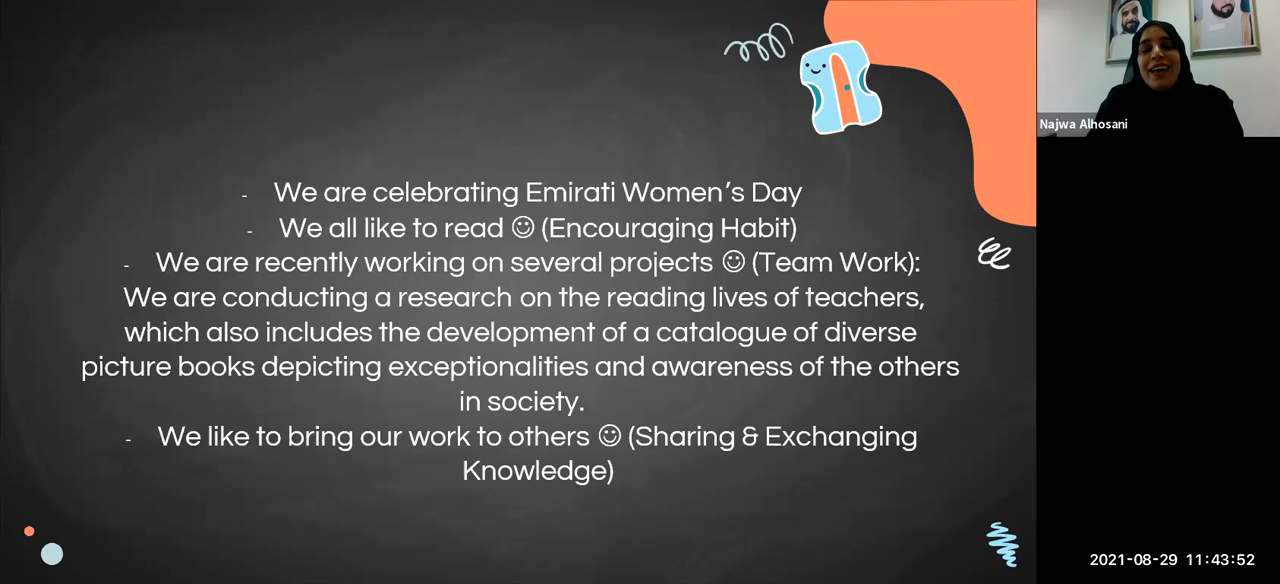 - We are celebrating Emirati Women's Day
- We all like to read ☺ (Encouraging Habit)
- We are recently working on several projects ☺ (Team Work):
We are conducting a research on the reading lives of teachers,
which also includes the development of a catalogue of diverse
picture books depicting exceptionalities and awareness of the others
in society.
- We like to bring our work to others ☺ (Sharing & Exchanging
Knowledge)
Najwa Alhosani
2021-08-29 11:43:52